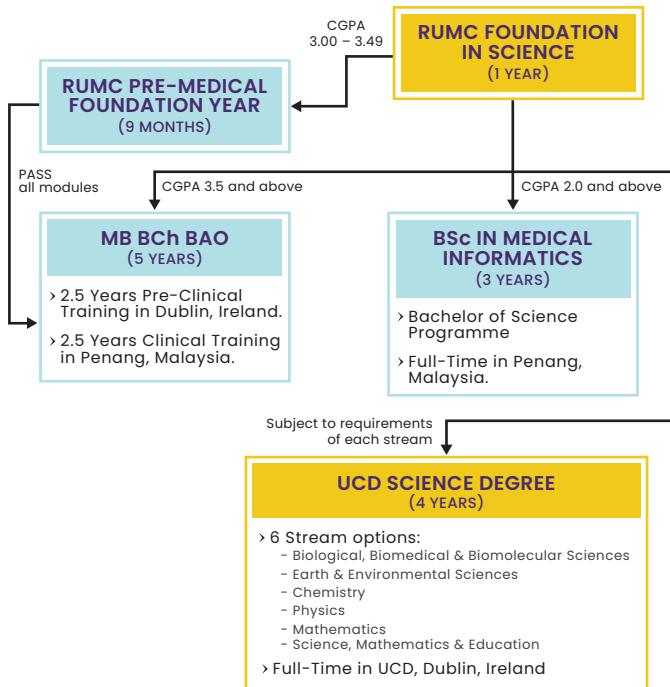 CGPA
3.00 – 3.49
RUMC FOUNDATION
IN SCIENCE
(1 YEAR)
RUMC PRE-MEDICAL
FOUNDATION YEAR
(9 MONTHS)
PASS
all modules
CGPA 3.5 and above
CGPA 2.0 and above
MB BCh BAO
(5 YEARS)
› 2.5 Years Pre-Clinical
Training in Dublin, Ireland.
› 2.5 Years Clinical Training
in Penang, Malaysia.
BSc IN MEDICAL
INFORMATICS
(3 YEARS)
› Bachelor of Science
Programme
› Full-Time in Penang,
Malaysia.
Subject to requirements
of each stream
UCD SCIENCE DEGREE
(4 YEARS)
› 6 Stream options:
- Biological, Biomedical & Biomolecular Sciences
- Earth & Environmental Sciences
- Chemistry
- Physics
- Mathematics
- Science, Mathematics & Education
› Full-Time in UCD, Dublin, Ireland